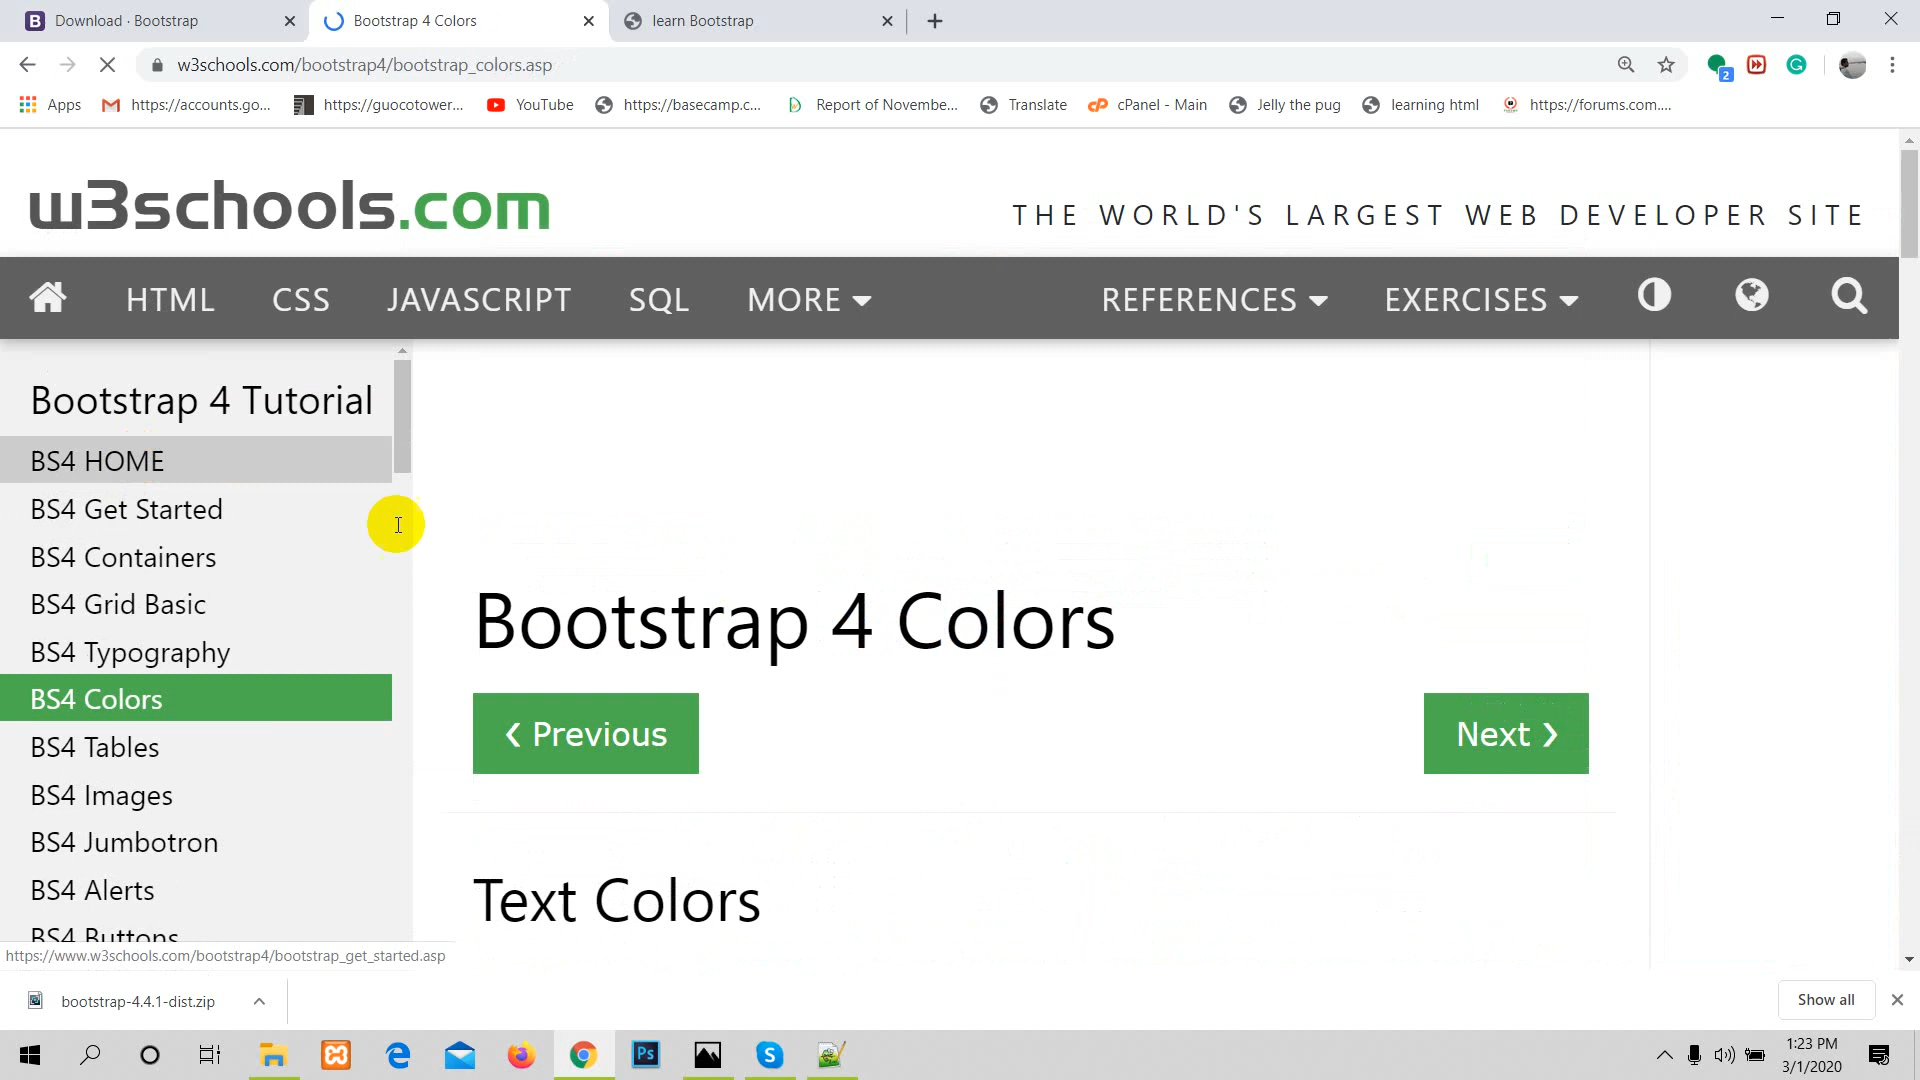 Download · Bootstrap
Bootstrap 4 Colors
learn Bootstrap
w3schools.com/bootstrap4/bootstrap_colors.asp
2
Apps
https://accounts.go...
https://guocotower...
YouTube
https://basecamp.c...
Report of Novembe...
Translate
cPanel - Main
Jelly the pug
learning html
https://forums.com....
w3schools.com
THE WORLD'S LARGEST WEB DEVELOPER SITE
HTML
CSS
JAVASCRIPT
SQL
MORE
REFERENCES
EXERCISES
Bootstrap 4 Tutorial
BS4 HOME
BS4 Get Started
BS4 Containers
BS4 Grid Basic
BS4 Typography
BS4 Colors
BS4 Tables
BS4 Images
BS4 Jumbotron
BS4 Alerts
BS4 Buttons
Bootstrap 4 Colors
❮ Previous
Next ❯
Text Colors
https://www.w3schools.com/bootstrap4/bootstrap_get_started.asp
bootstrap-4.4.1-dist.zip
Show all
Ps
1:23 PM
3/1/2020